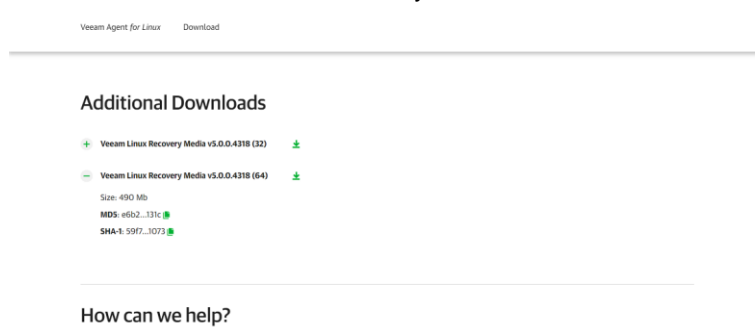 Veeam Agent for Linux Download
Additional Downloads
Veeam Linux Recovery Media v5.0.0.4318 (32)
Veeam Linux Recovery Media v5.0.0.4318 (64)
Size: 490 Mb
MD5: e6b2...131c
SHA-1: 59f7...1073
How can we help?